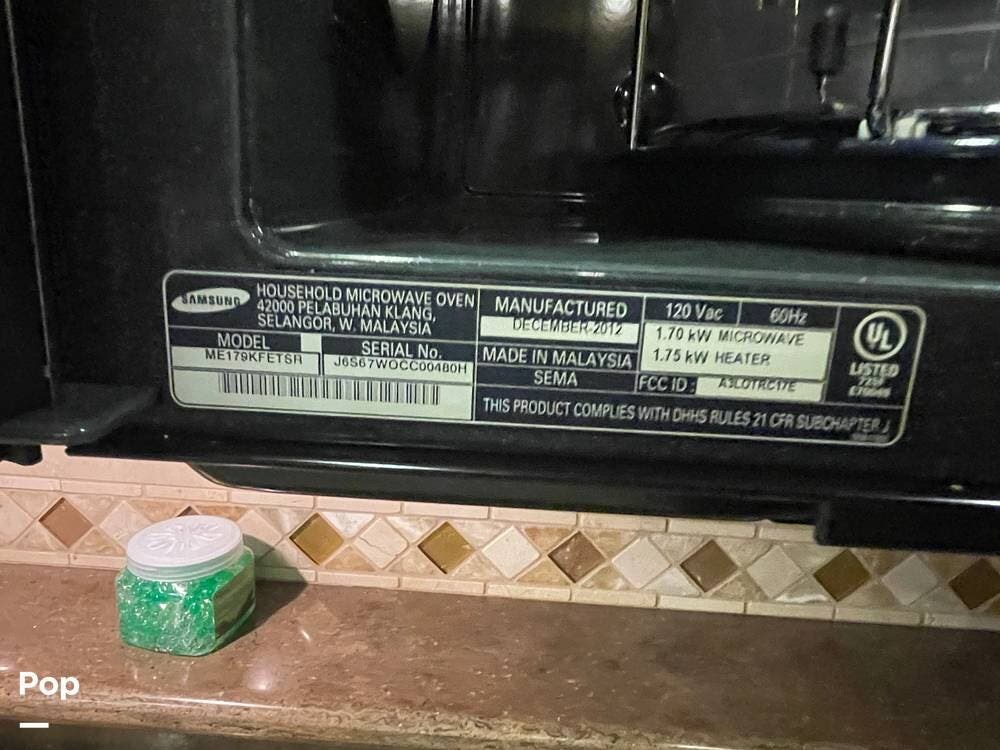 SAMSUNG
HOUSEHOLD MICROWAVE OVEN
42000 PELABUHAN KLANG,
SELANGOR, W. MALAYSIA
MODEL
ME179KFETSR
SERIAL No.
J6S67WOCC00480H
MANUFACTURED
DECEMBER-2012
MADE IN MALAYSIA
SEMA
120 Vac
60Hz
1.70 kW MICROWAVE
1.75 kW HEATER
FCC ID :
THIS PRODUCT COMPLIES WITH DHHS RULES 21 CFR SUBCHAPTER J
UL
LISTED
Pop